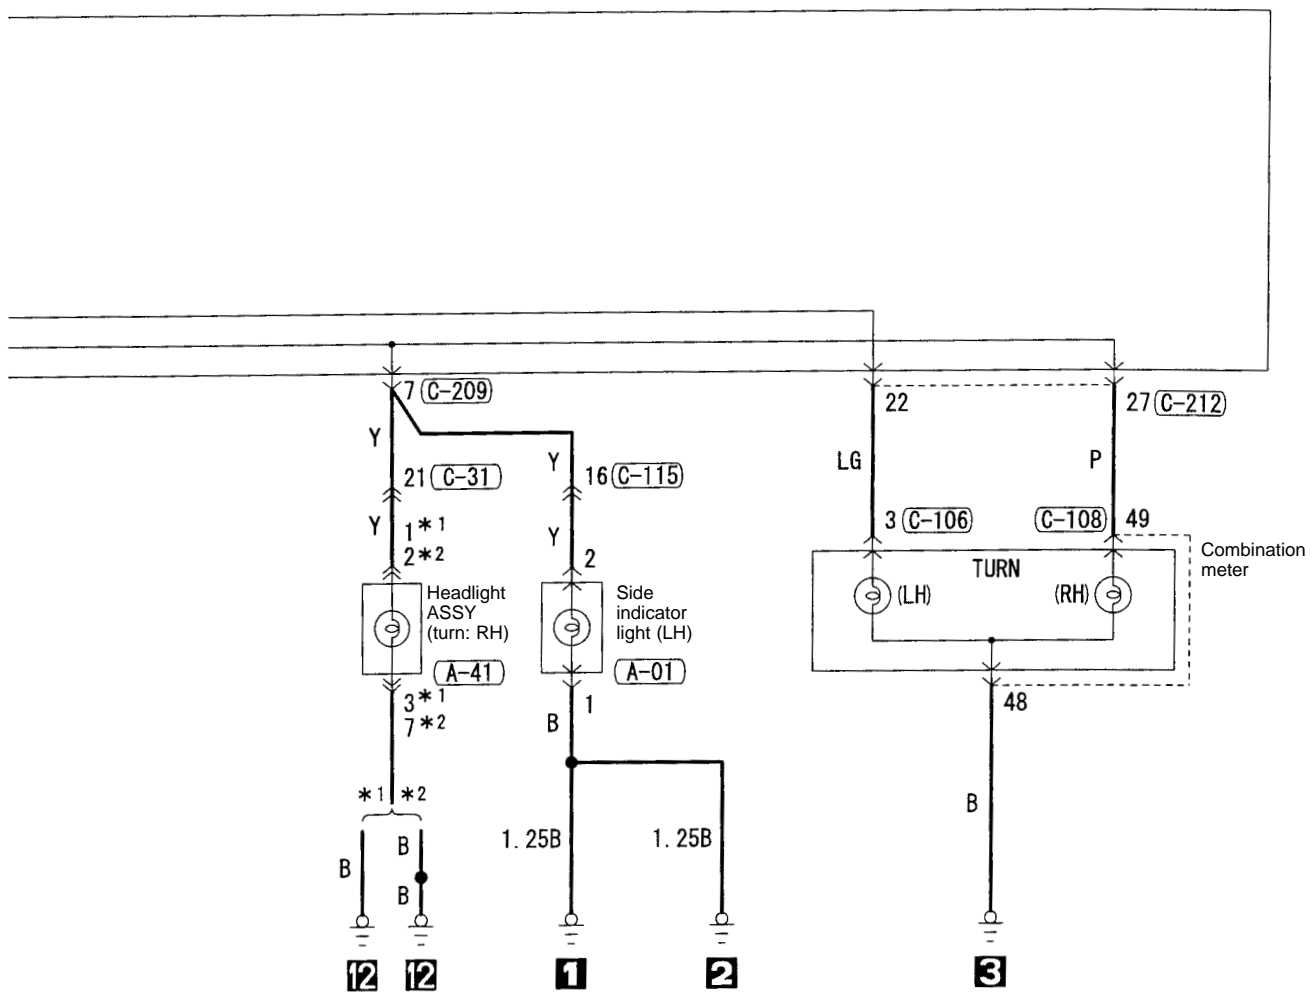 7 C-209
22
27 C-212
Y
Y
LG
P
21 C-31
16 C-115
Y
1*1
2*2
Y
2
3 C-106
C-108 49
Combination
meter
TURN
(LH)
(RH)
Headlight
ASSY
(turn: RH)
A-41
Side
indicator
light (LH)
A-01
3*1
7*2
1
B
48
*1 *2
B
B
B
1.25B
1.25B
B
12
12
1
2
3